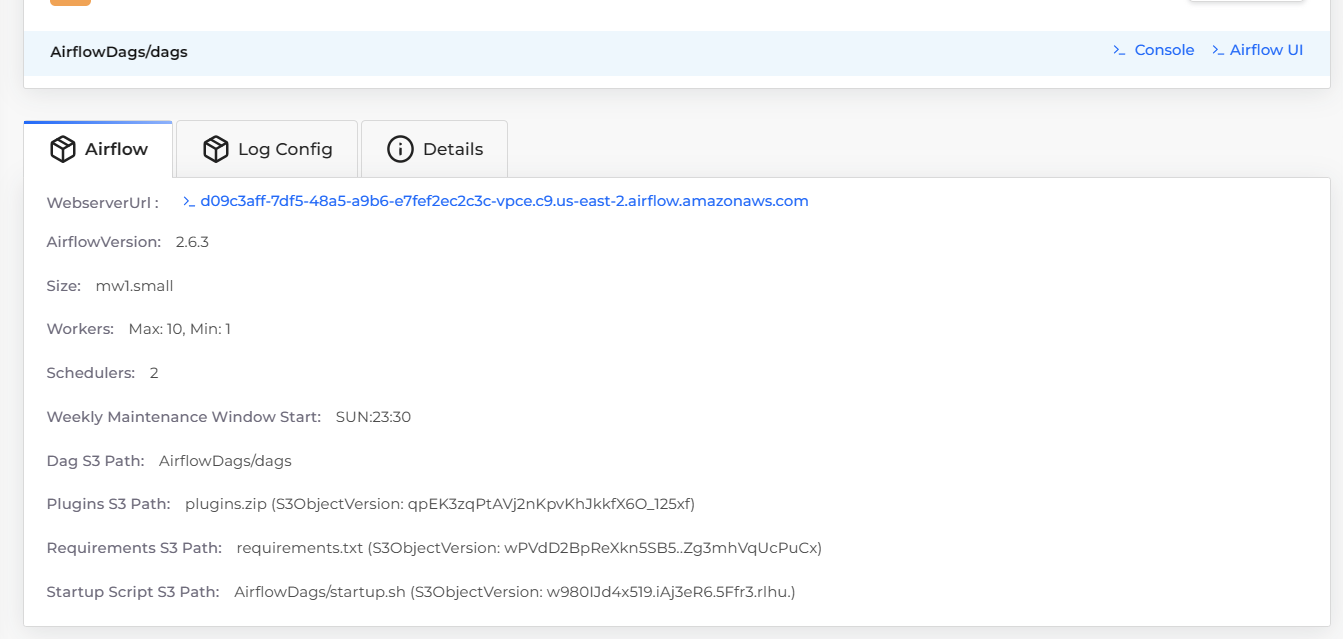 AirflowDags/dags
>_ Console >_ Airflow UI
Airflow
Log Config
Details
WebserverUrl : >_ d09c3aff-7df5-48a5-a9b6-e7fef2ec2c3c-vpce.c9.us-east-2.airflow.amazonaws.com
AirflowVersion: 2.6.3
Size: mw1.small
Workers: Max: 10, Min: 1
Schedulers: 2
Weekly Maintenance Window Start: SUN:23:30
Dag S3 Path: AirflowDags/dags
Plugins S3 Path: plugins.zip (S3ObjectVersion: qpEK3zqPtAVj2nKpvKhJkkfX6O_125xf)
Requirements S3 Path: requirements.txt (S3ObjectVersion: wPVdD2BpReXkn5SB5..Zg3mhVqUcPuCx)
Startup Script S3 Path: AirflowDags/startup.sh (S3ObjectVersion: w980IJd4x519.iAj3eR6.5Ffr3.rlhu.)